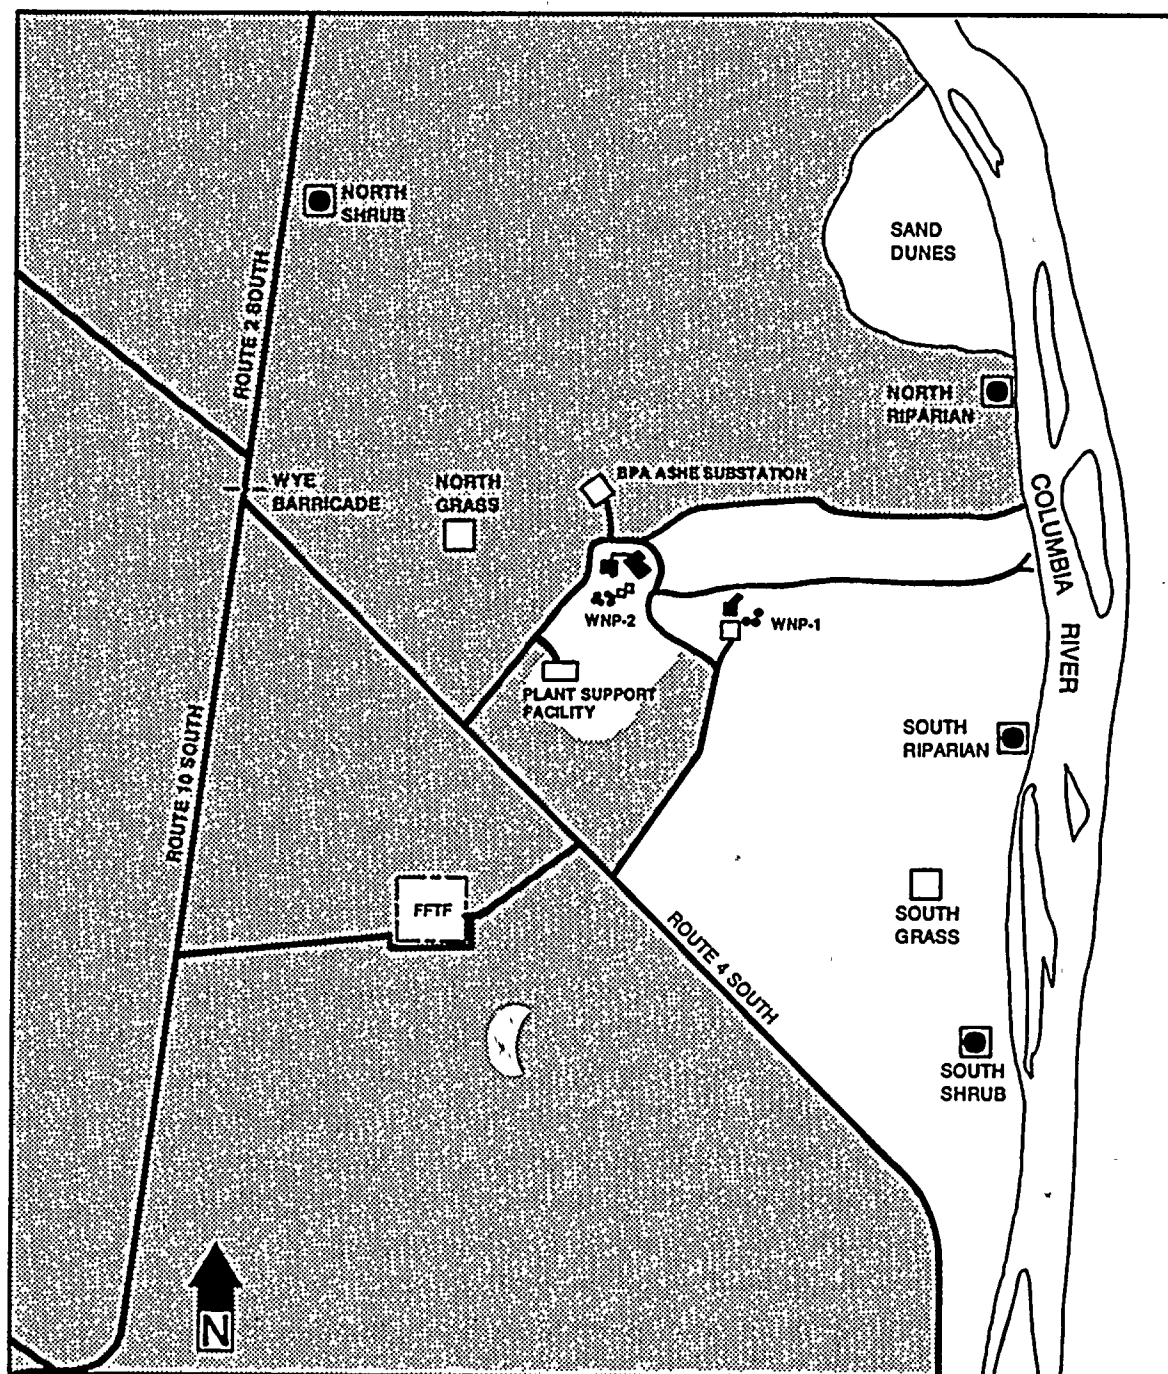 NORTH
SHRUB
SAND
DUNES
ROUTE 2 SOUTH
NORTH
RIPARIAN
WYE
BARRICADE
NORTH
GRASS
BPA ASHE SUBSTATION
COLUMBIA RIVER
WNP-2
WNP-1
PLANT SUPPORT
FACILITY
SOUTH
RIPARIAN
ROUTE 10 SOUTH
FFTF
SOUTH
GRASS
ROUTE 4 SOUTH
SOUTH
SHRUB
N